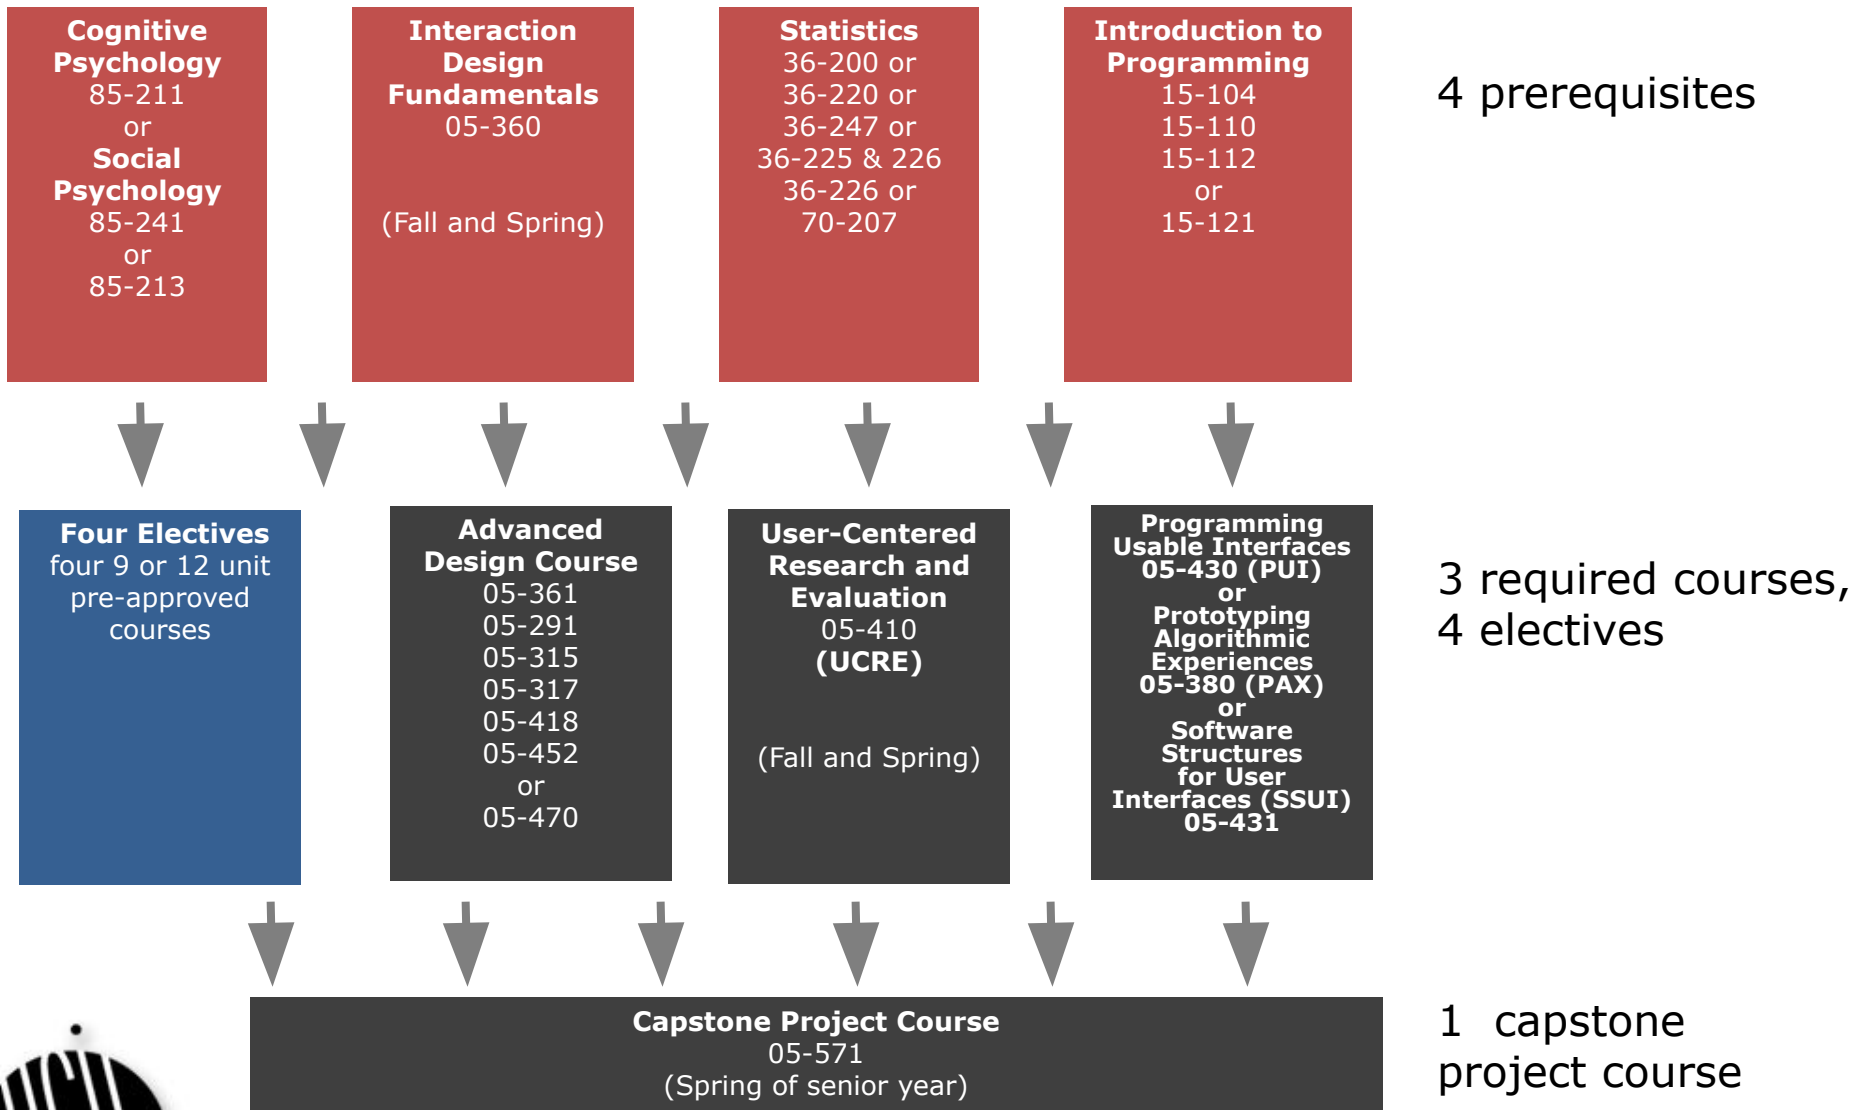 Cognitive
Psychology
85-211
or
Social
Psychology
85-241
or
85-213
Interaction
Design
Fundamentals
05-360
(Fall and Spring)
Statistics
36-200 or
36-220 or
36-247 or
36-225 & 226
36-226 or
70-207
Introduction to
Programming
15-104
15-110
15-112
or
15-121
4 prerequisites
Four Electives
four 9 or 12 unit
pre-approved
courses
Advanced
Design Course
05-361
05-291
05-315
05-317
05-418
05-452
or
05-470
User-Centered
Research and
Evaluation
05-410
(UCRE)
(Fall and Spring)
Programming
Usable Interfaces
05-430 (PUI)
or
Prototyping
Algorithmic
Experiences
05-380 (PAX)
or
Software
Structures
for User
Interfaces (SSUI)
05-431
3 required courses,
4 electives
Capstone Project Course
05-571
(Spring of senior year)
1 capstone
project course